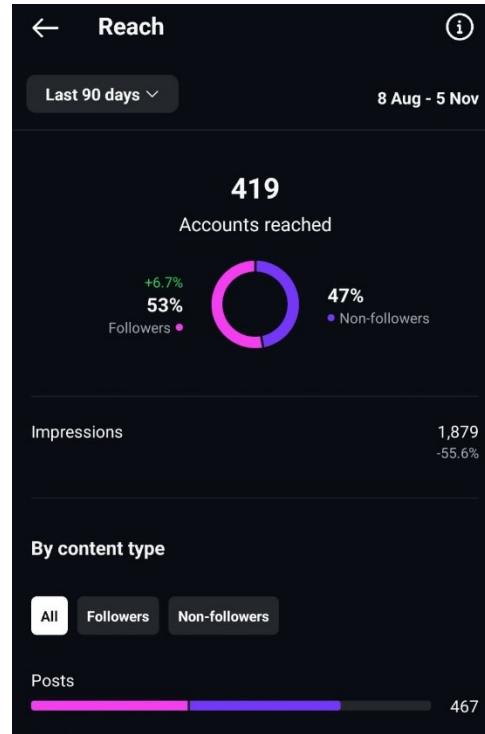 Reach
Last 90 days
8 Aug - 5 Nov
419
Accounts reached
+6.7%
53%
Followers
47%
Non-followers
Impressions
1,879
-55.6%
By content type
All Followers Non-followers
Posts
467